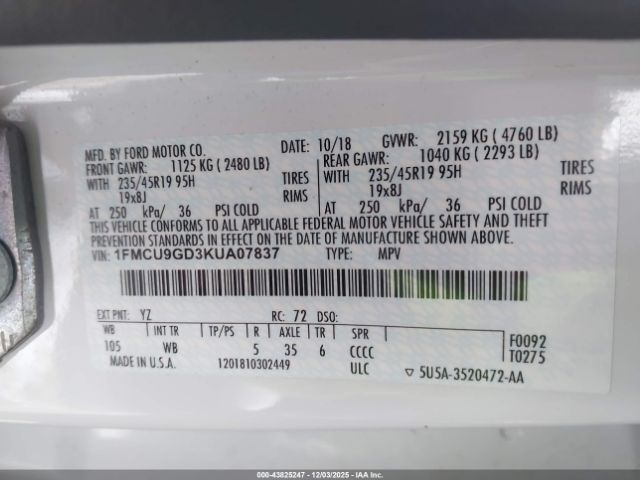 MFD. BY FORD MOTOR CO. DATE: 10/18 GVWR: 2159 KG ( 4760 LB)
FRONT GAWR: 1125 KG ( 2480 LB) REAR GAWR: 1040 KG ( 2293 LB)
WITH 235/45R19 95H TIRES WITH 235/45R19 95H TIRES
19x8J RIMS 19x8J RIMS
AT 250 kPa/ 36 PSI COLD AT 250 kPa/ 36 PSI COLD
THIS VEHICLE CONFORMS TO ALL APPLICABLE FEDERAL MOTOR VEHICLE SAFETY AND THEFT
PREVENTION STANDARDS IN EFFECT ON THE DATE OF MANUFACTURE SHOWN ABOVE.
VIN: 1FMCU9GD3KUA07837 TYPE: MPV
EXT PNT: YZ RC: 72 DSO:
WB INT TR TP/PS R AXLE TR SPR F0092
105 WB 5 35 6 CCCC T0275
MADE IN U.S.A. 1201810302449 ULC ▽ 5U5A-3520472-AA
000-43825247 - 12/03/2025 - IAA, Inc.